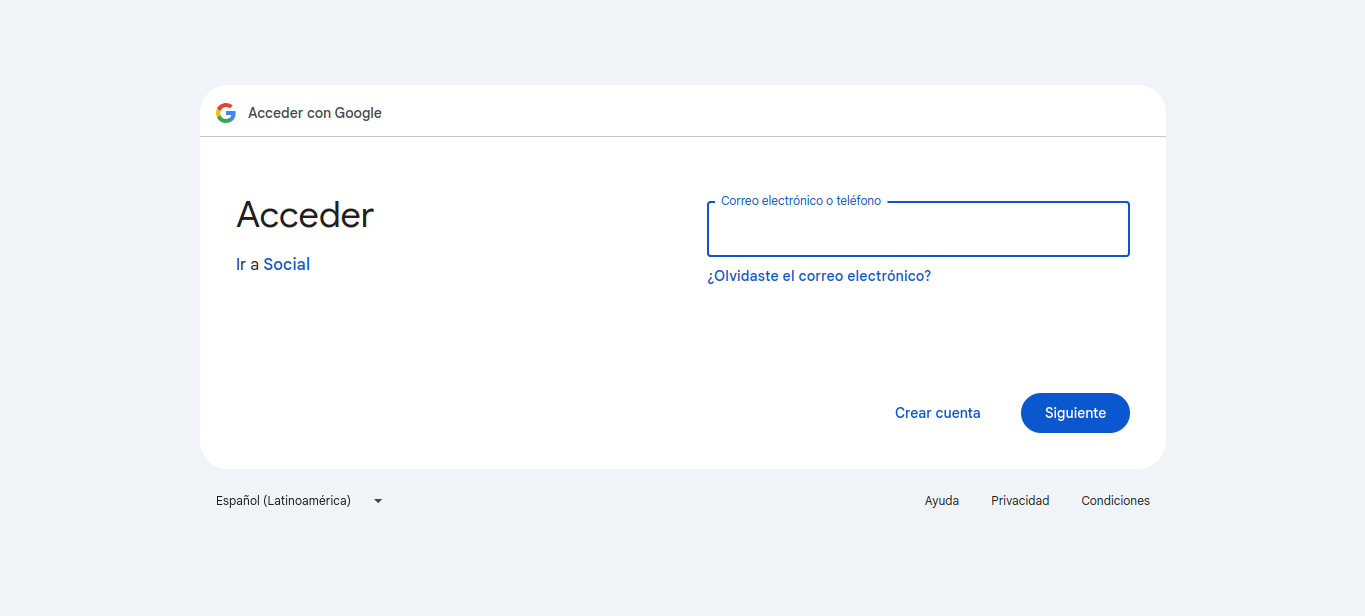 Acceder con Google
Acceder
Ir a Social
Correo electrónico o teléfono
¿Olvidaste el correo electrónico?
Crear cuenta
Siguiente
Español (Latinoamérica)
Ayuda
Privacidad
Condiciones